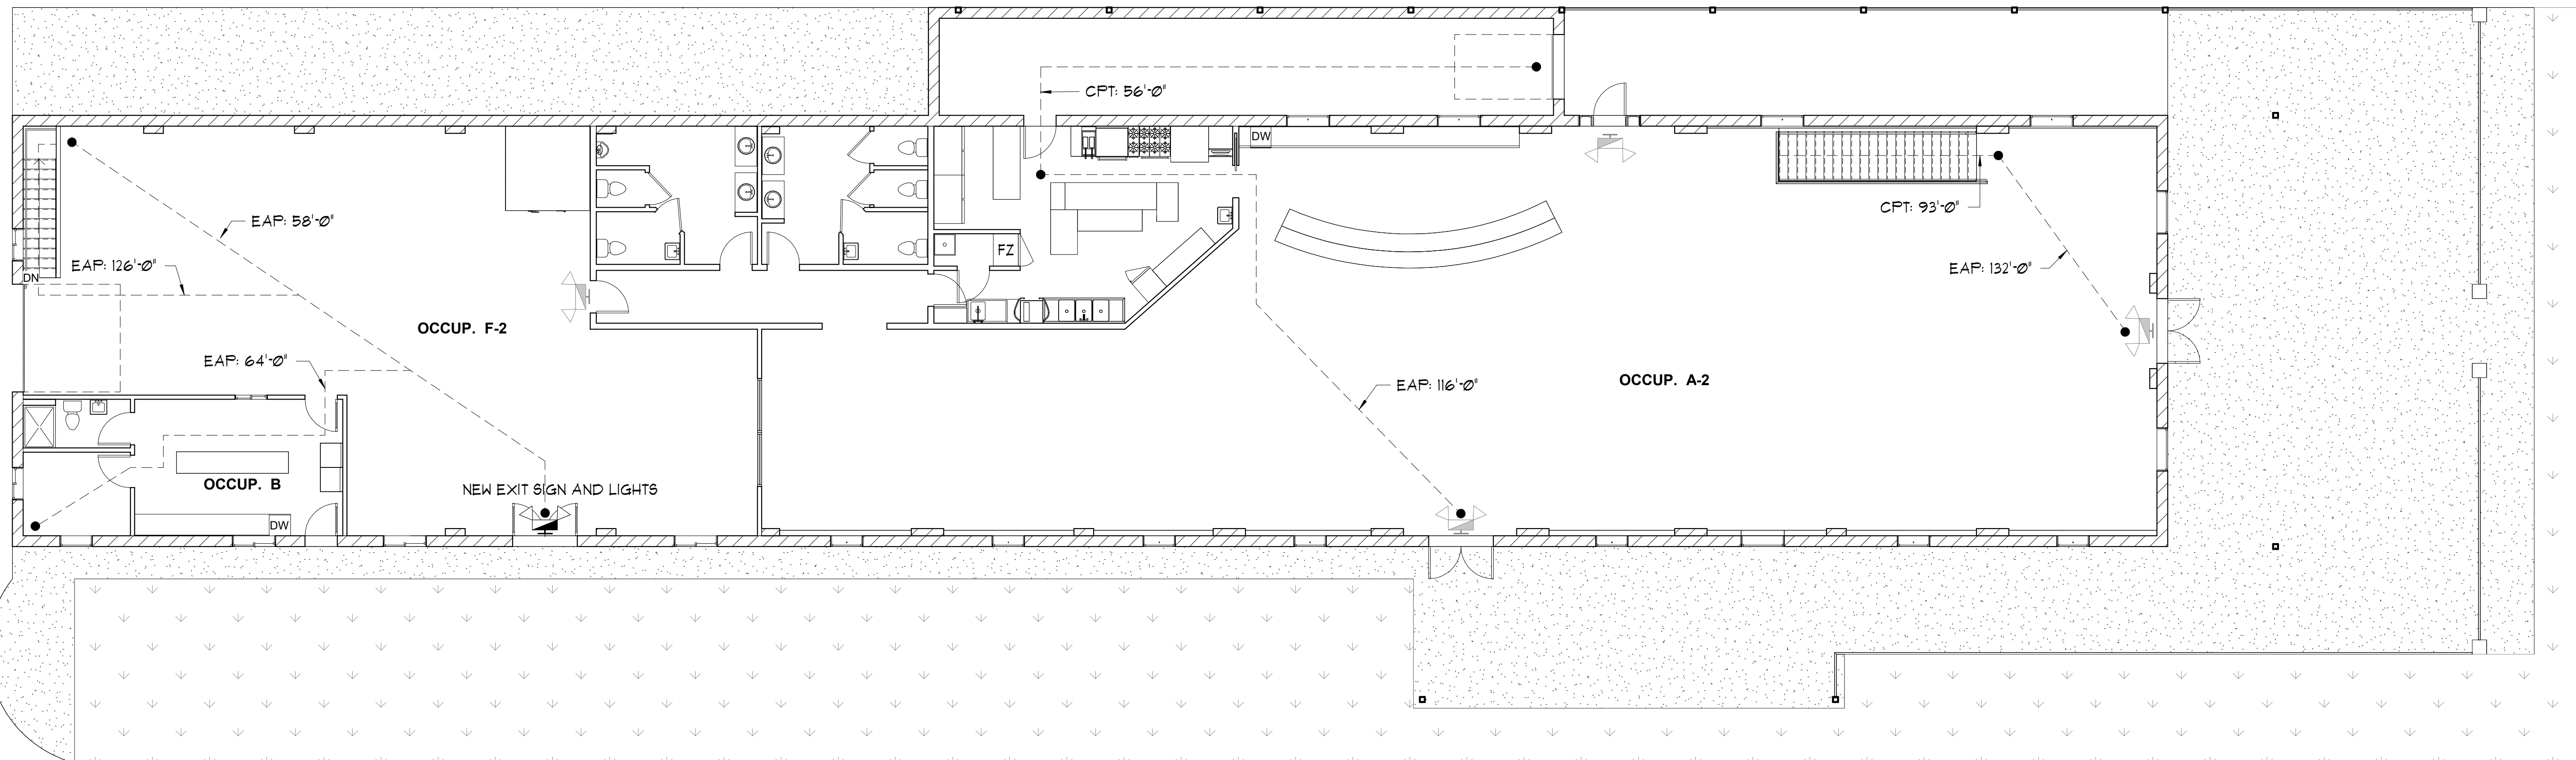 CPT: 56'-0"
DW
EAP: 58'-0"
CPT: 93'-0"
FZ
EAP: 126'-0"
EAP: 132'-0"
DN
OCCUP. F-2
EAP: 64'-0"
OCCUP. A-2
EAP: 116'-0"
OCCUP. B
NEW EXIT SIGN AND LIGHTS
DW